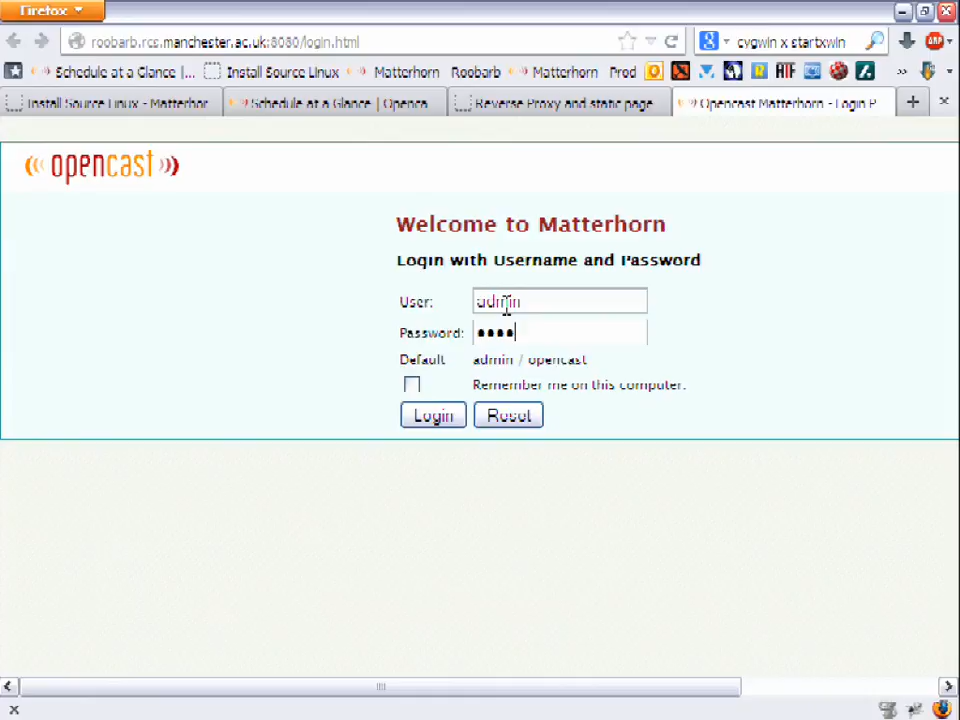 Firefox
roobarb.rcs.manchester.ac.uk:8080/login.html
cygwin x startxwin
Schedule at a Glance |...
Install Source Linux
Matterhorn
Roobarb
Matterhorn
Prod
Install Source Linux - Matterhor
Schedule at a Glance | Openca
Reverse Proxy and static page
Opencast Matterhorn - Login P
opencast
Welcome to Matterhorn
Login with Username and Password
User: admin
Password:
Default admin / opencast
Remember me on this computer.
Login Reset